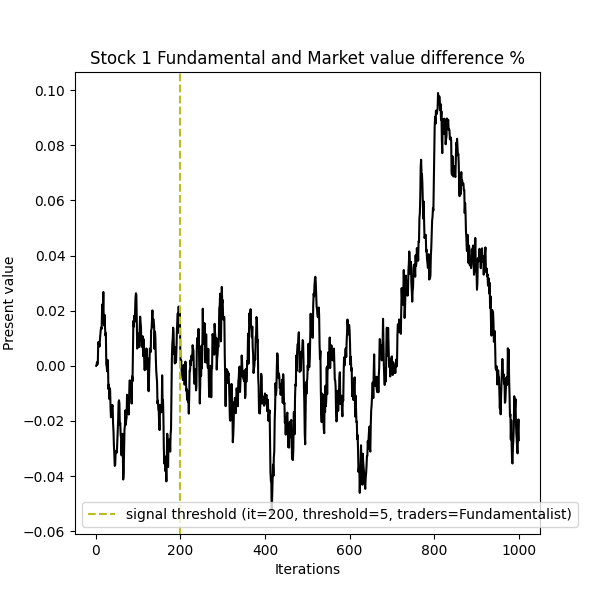 Stock 1 Fundamental and Market value difference %
0.10
0.08
0.06
0.04
0.02
0.00
−0.02
−0.04
−0.06
Present value
signal threshold (it=200, threshold=5, traders=Fundamentalist)
0 200 400 600 800 1000
Iterations